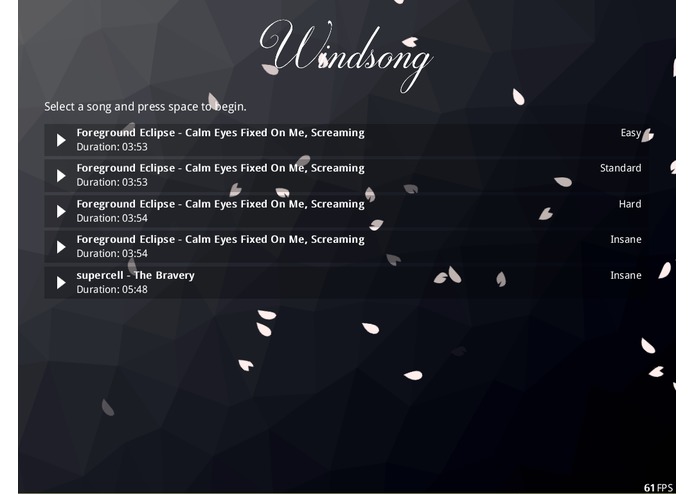 Windsong
Select a song and press space to begin.
Foreground Eclipse - Calm Eyes Fixed On Me, Screaming Easy
Duration: 03:53
Foreground Eclipse - Calm Eyes Fixed On Me, Screaming Standard
Duration: 03:53
Foreground Eclipse - Calm Eyes Fixed On Me, Screaming Hard
Duration: 03:54
Foreground Eclipse - Calm Eyes Fixed On Me, Screaming Insane
Duration: 03:54
supercell - The Bravery Insane
Duration: 05:48
61 FPS